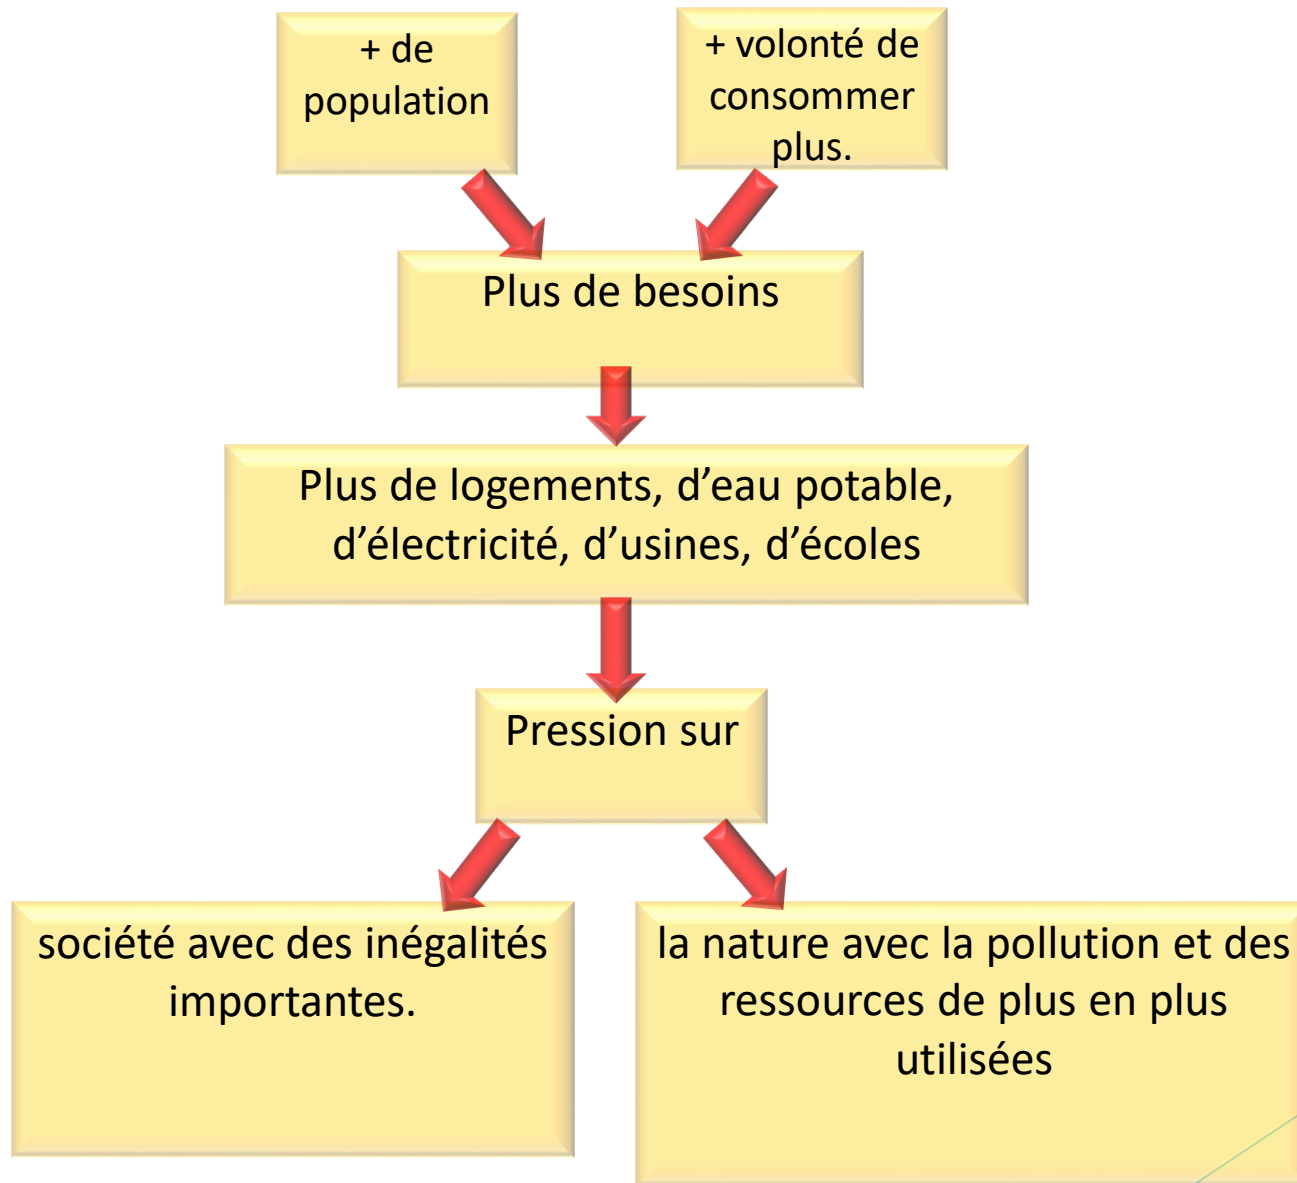 + de
population
+ volonté de
consommer
plus.
Plus de besoins
Plus de logements, d’eau potable,
d’électricité, d’usines, d’écoles
Pression sur
société avec des inégalités
importantes.
la nature avec la pollution et des
ressources de plus en plus
utilisées